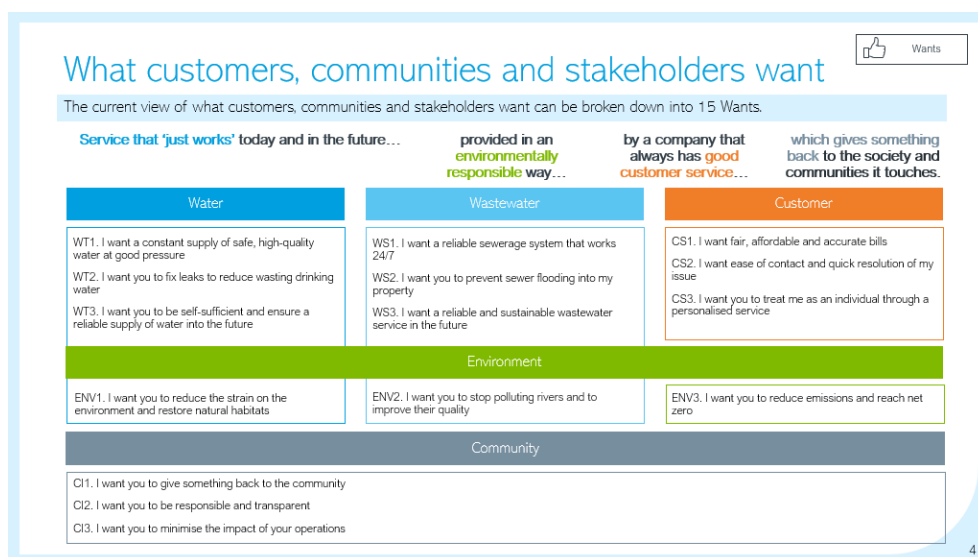 Wants
What customers, communities and stakeholders want
The current view of what customers, communities and stakeholders want can be broken down into 15 Wants.
Service that ‘just works’ today and in the future…
provided in an
environmentally
responsible way…
by a company that
always has good
customer service…
which gives something
back to the society and
communities it touches.
Water
WT1. I want a constant supply of safe, high-quality
water at good pressure
WT2. I want you to fix leaks to reduce wasting drinking
water
WT3. I want you to be self-sufficient and ensure a
reliable supply of water into the future
Wastewater
WS1. I want a reliable sewerage system that works
24/7
WS2. I want you to prevent sewer flooding into my
property
WS3. I want a reliable and sustainable wastewater
service in the future
Customer
CS1. I want fair, affordable and accurate bills
CS2. I want ease of contact and quick resolution of my
issue
CS3. I want you to treat me as an individual through a
personalised service
Environment
ENV1. I want you to reduce the strain on the
environment and restore natural habitats
ENV2. I want you to stop polluting rivers and to
improve their quality
ENV3. I want you to reduce emissions and reach net
zero
Community
CI1. I want you to give something back to the community
CI2. I want you to be responsible and transparent
CI3. I want you to minimise the impact of your operations
4